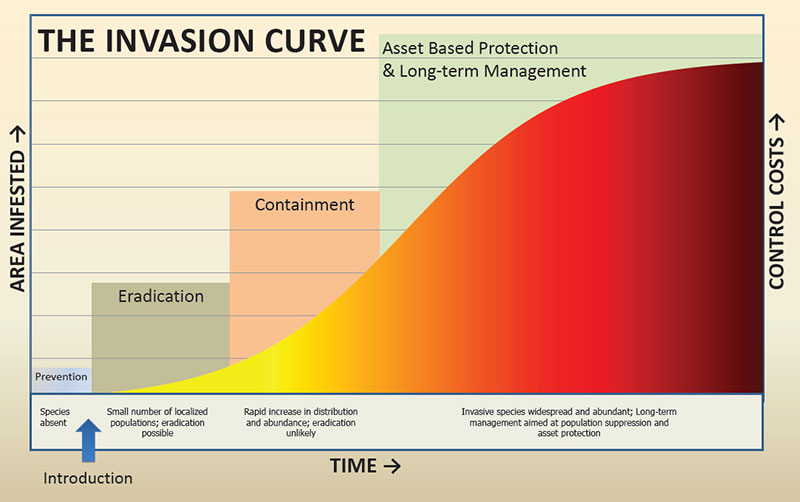 THE INVASION CURVE
Asset Based Protection
& Long-term Management
Containment
Eradication
Prevention
AREA INFESTED →
CONTROL COSTS →
Species
absent
Small number of localized
populations; eradication
possible
Rapid increase in distribution
and abundance; eradication
unlikely
Invasive species widespread and abundant; Long-term
management aimed at population suppression and
asset protection
Introduction
TIME →